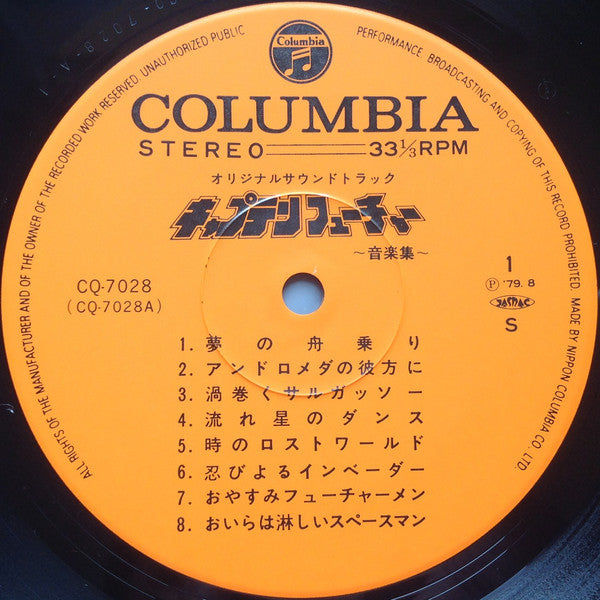 ALL RIGHTS OF THE MANUFACTURER AND OF THE OWNER OF THE RECORDED WORK RESERVED. UNAUTHORIZED PUBLIC PERFORMANCE, BROADCASTING AND COPYING OF THIS RECORD PROHIBITED. MADE BY NIPPON COLUMBIA CO. LTD.
Columbia
COLUMBIA
STEREO 33 1/3 RPM
オリジナルサウンドトラック
キャプテンフューチャー
〜音楽集〜
CQ-7028
(CQ-7028A)
1
Ⓟ '79. 8
JASRAC
S
1. 夢の舟乗り
2. アンドロメダの彼方に
3. 渦巻くサルガッソー
4. 流れ星のダンス
5. 時のロストワールド
6. 忍びよるインベーダー
7. おやすみフューチャーメン
8. おいらは淋しいスペースマン